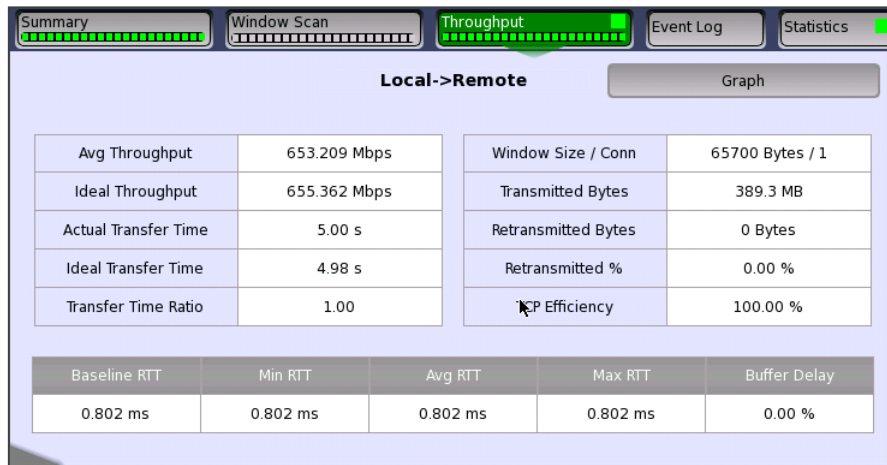 Summary Window Scan Throughput Event Log Statistics
Local->Remote Graph
Avg Throughput 653.209 Mbps Window Size / Conn 65700 Bytes / 1
Ideal Throughput 655.362 Mbps Transmitted Bytes 389.3 MB
Actual Transfer Time 5.00 s Retransmitted Bytes 0 Bytes
Ideal Transfer Time 4.98 s Retransmitted % 0.00 %
Transfer Time Ratio 1.00 TCP Efficiency 100.00 %
Baseline RTT Min RTT Avg RTT Max RTT Buffer Delay
0.802 ms 0.802 ms 0.802 ms 0.802 ms 0.00 %